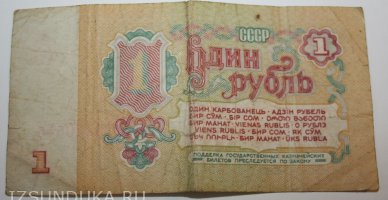 СССР
1
ОДИН
1
РУБЛЬ
ОДИН КАРБОВАНЕЦЬ · АДЗІН РУБЕЛЬ
БИР СЎМ · БІР СОМ ·
БИР МАНАТ · VIENAS RUBLIS · О РУБЛЭ
VIENS RUBLIS · БИР СОМ · ЯК СЎМ
· БИР МАНАТ · ÜKS RUBLA
1
ПОДДЕЛКА ГОСУДАРСТВЕННЫХ КАЗНАЧЕЙСКИХ
БИЛЕТОВ ПРЕСЛЕДУЕТСЯ ПО ЗАКОНУ
IZSUNDUKA.RU